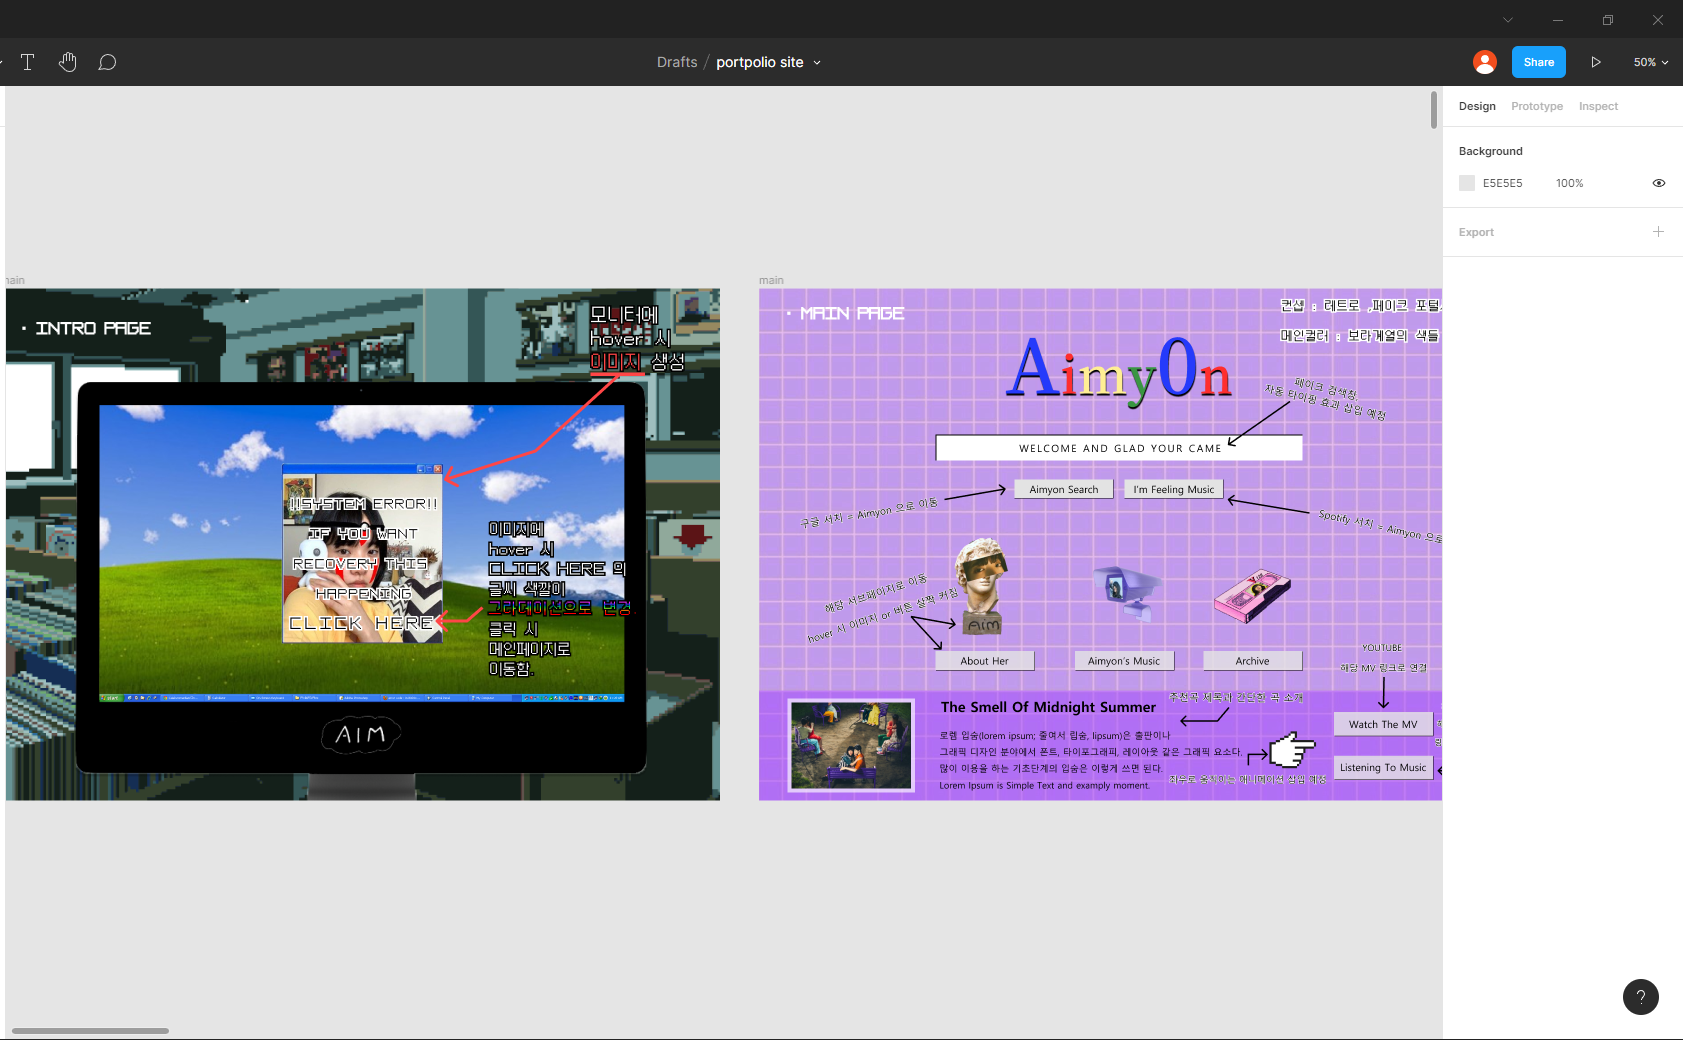 Drafts / portpolio site
Share
50%
Design Prototype Inspect
Background
E5E5E5 100%
Export
main
· INTRO PAGE
모니터에
hover 시
이미지 생성
!!SYSTEM ERROR!!
IF YOU WANT
RECOVERY THIS
HAPPENING
CLICK HERE
이미지에
hover 시
CLICK HERE 의
글씨 색깔이
그라데이션으로 변경.
클릭 시
메인페이지로
이동함.
AIM
main
· MAIN PAGE
컨셉 : 레트로 ,페이크 포털
메인컬러 : 보라계열의 색들
Aimy0n
페이크 검색창,
자동 타이핑 효과 삽입 예정
WELCOME AND GLAD YOUR CAME
Aimyon Search
I'm Feeling Music
구글 서치 = Aimyon 으로 이동
Spotify 서치 = Aimyon 으로
해당 서브페이지로 이동
hover 시 이미지 or 버튼 살짝 커짐
Aim
About Her
Aimyon's Music
Archive
YOUTUBE
해당 MV 링크로 연결
추천곡 제목과 간단한 곡 소개
The Smell Of Midnight Summer
로렘 입숨(lorem ipsum; 줄여서 립숨, lipsum)은 출판이나
그래픽 디자인 분야에서 폰트, 타이포그래피, 레이아웃 같은 그래픽 요소다.
많이 이용을 하는 기초단계의 입숨은 이렇게 쓰면 된다.
Lorem Ipsum is Simple Text and examply moment.
좌우로 움직이는 애니메이션 삽입 예정
Watch The MV
Listening To Music
?